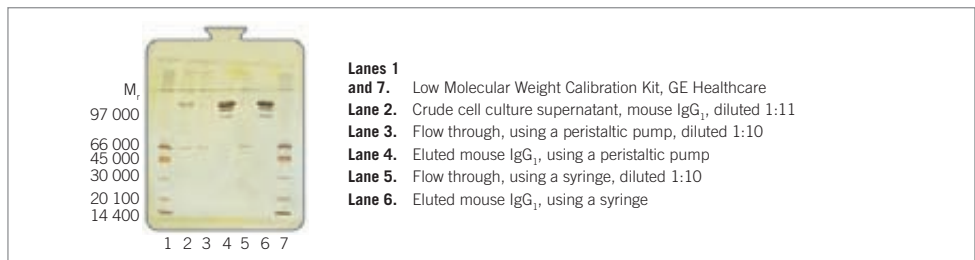 Mr
97 000
66 000
45 000
30 000
20 100
14 400
1 2 3 4 5 6 7
Lanes 1
and 7. Low Molecular Weight Calibration Kit, GE Healthcare
Lane 2. Crude cell culture supernatant, mouse IgG1, diluted 1:11
Lane 3. Flow through, using a peristaltic pump, diluted 1:10
Lane 4. Eluted mouse IgG1, using a peristaltic pump
Lane 5. Flow through, using a syringe, diluted 1:10
Lane 6. Eluted mouse IgG1, using a syringe